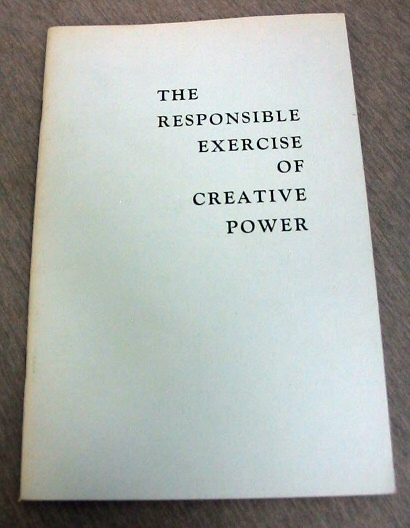 THE
RESPONSIBLE
EXERCISE
OF
CREATIVE
POWER